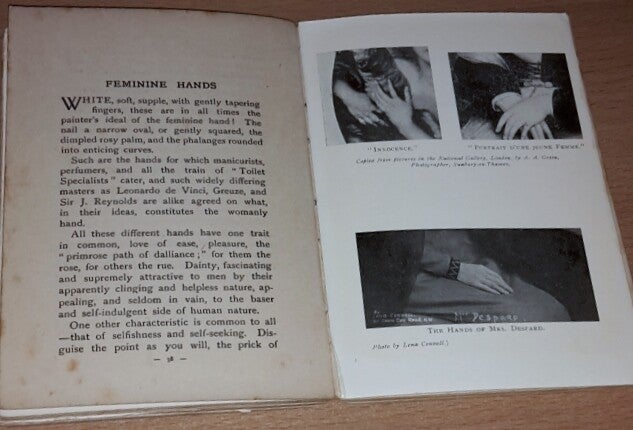 FEMININE HANDS
WHITE, soft, supple, with gently tapering
fingers, these are in all times the
painter's ideal of the feminine hand! The
nail a narrow oval, or gently squared, the
dimpled rosy palm, and the phalanges rounded
into enticing curves.
Such are the hands for which manicurists,
perfumers, and all the train of "Toilet
Specialists" cater, and such widely differing
masters as Leonardo de Vinci, Greuze, and
Sir J. Reynolds are alike agreed on what,
in their ideas, constitutes the womanly
hand.
All these different hands have one trait
in common, love of ease, pleasure, the
"primrose path of dalliance;" for them the
rose, for others the rue. Dainty, fascinating
and supremely attractive to men by their
apparently clinging and helpless nature, ap-
pealing, and seldom in vain, to the baser
and self-indulgent side of human nature.
One other characteristic is common to all
—that of selfishness and self-seeking. Dis-
guise the point as you will, the prick of
— 38 —
"INNOCENCE."
"PORTRAIT D'UNE JEUNE FEMME."
Copied from pictures in the National Gallery, London, by A. A. Green,
Photographer, Sunbury-on-Thames.
Mrs DESPARD.
THE HANDS OF MRS. DESPARD.
Photo by Lena Connell.)